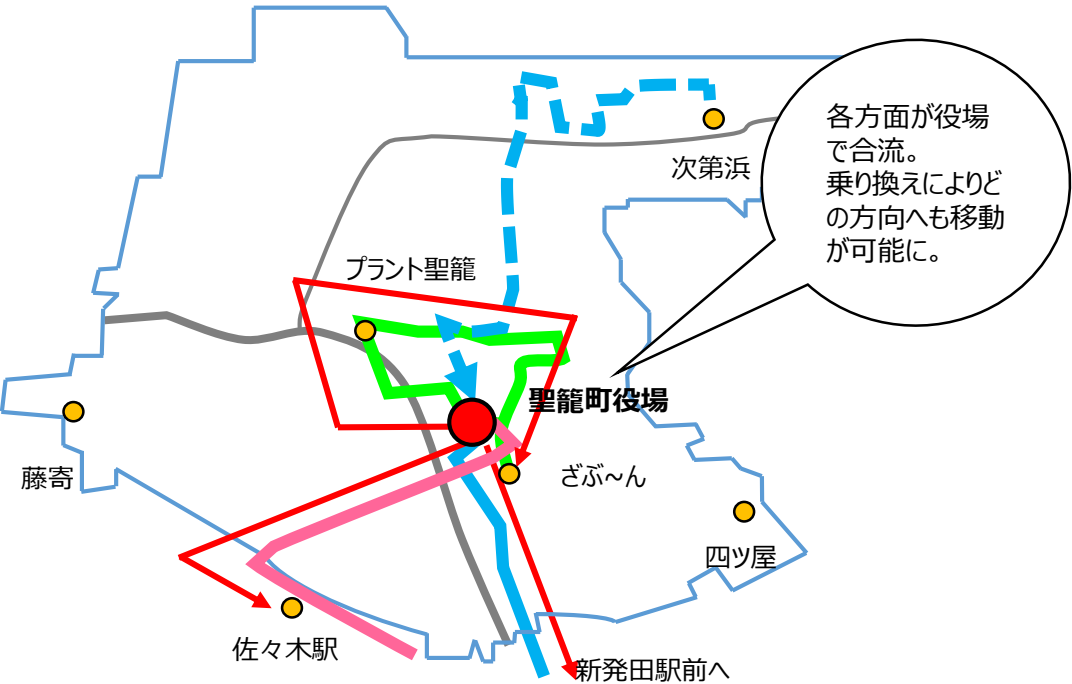 各方面が役場
で合流。
乗り換えによりど
の方向へも移動
が可能に。
次第浜
プラント聖籠
聖籠町役場
藤寄
ざぶ~ん
四ツ屋
佐々木駅
新発田駅前へ